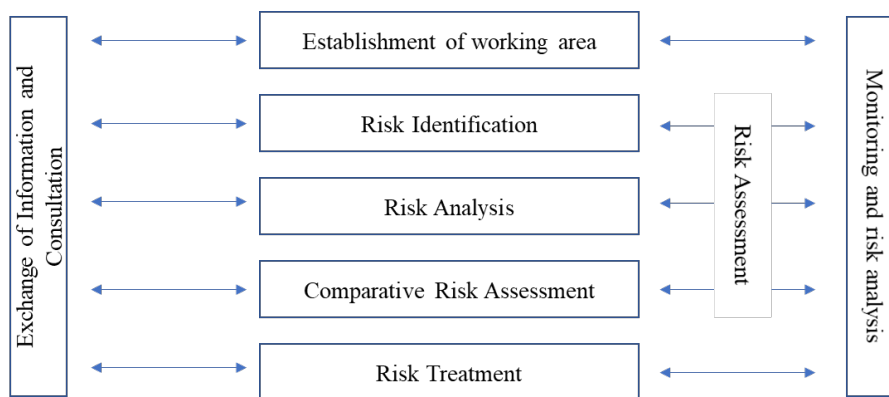 Exchange of Information and
Consultation
Establishment of working area
Risk Identification
Risk Analysis
Comparative Risk Assessment
Risk Treatment
Risk Assessment
Monitoring and risk analysis